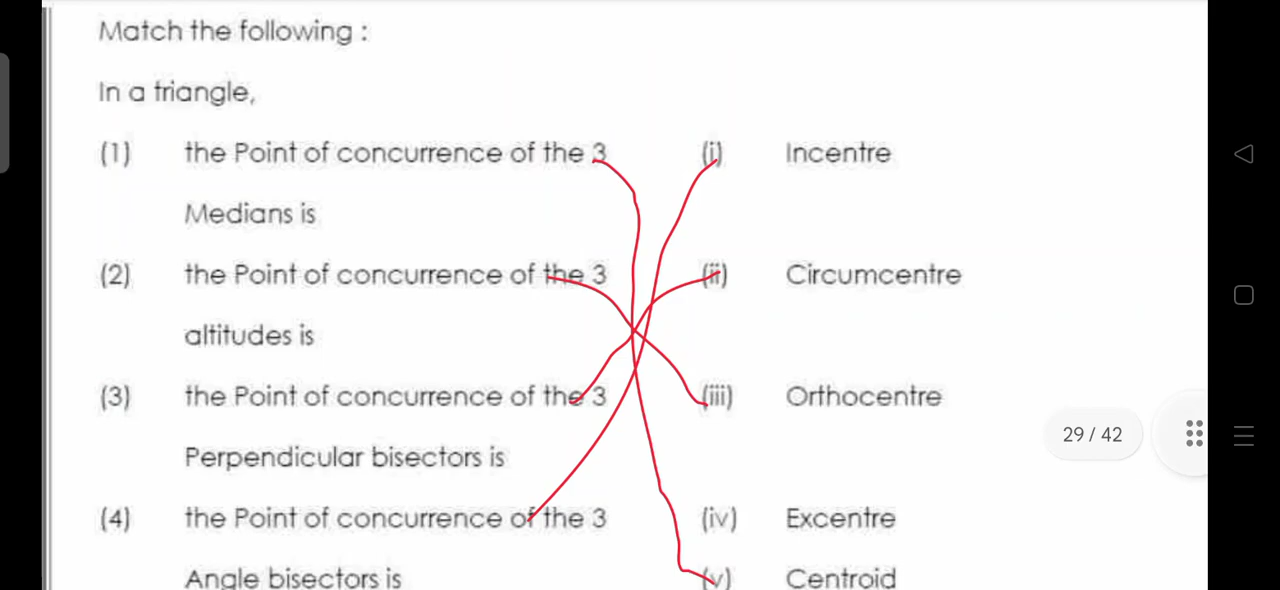 Match the following :
In a triangle,
(1) the Point of concurrence of the 3 (i) Incentre
Medians is
(2) the Point of concurrence of the 3 (ii) Circumcentre
altitudes is
(3) the Point of concurrence of the 3 (iii) Orthocentre
Perpendicular bisectors is
29 / 42
(4) the Point of concurrence of the 3 (iv) Excentre
Angle bisectors is (v) Centroid